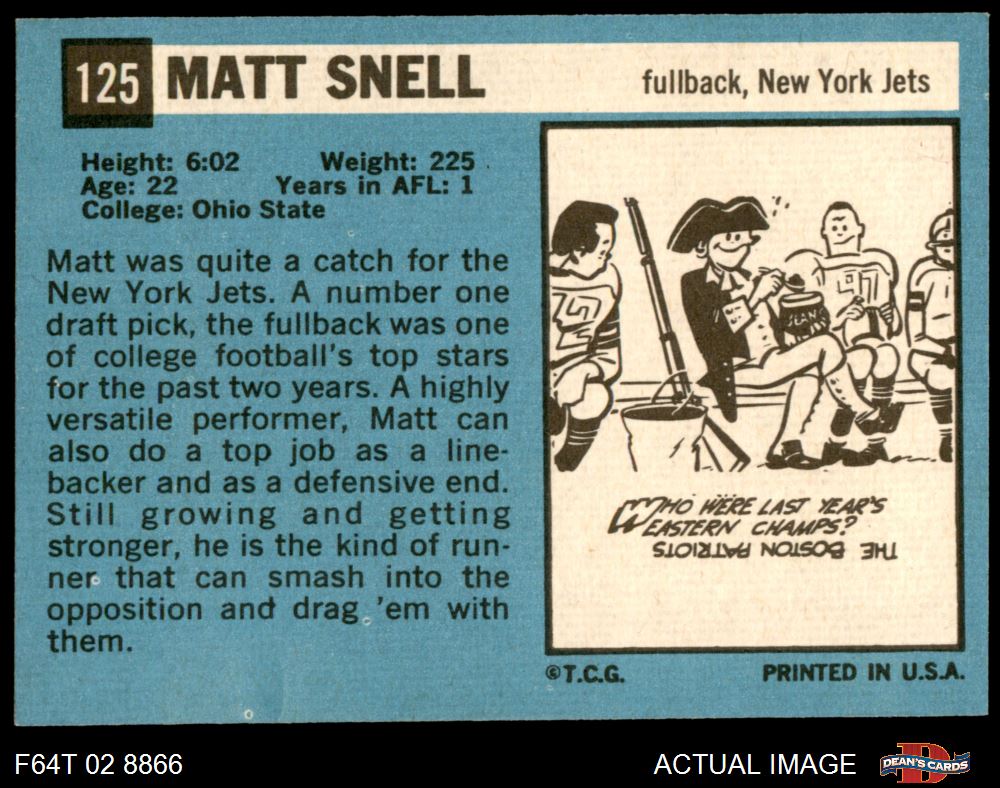 125 MATT SNELL
fullback, New York Jets
Height: 6:02 Weight: 225
Age: 22 Years in AFL: 1
College: Ohio State
Matt was quite a catch for the
New York Jets. A number one
draft pick, the fullback was one
of college football's top stars
for the past two years. A highly
versatile performer, Matt can
also do a top job as a line-
backer and as a defensive end.
Still growing and getting
stronger, he is the kind of run-
ner that can smash into the
opposition and drag 'em with
them.
WHO WERE LAST YEAR'S
EASTERN CHAMPS?
THE BOSTON PATRIOTS
©T.C.G.
PRINTED IN U.S.A.
F64T 02 8866
ACTUAL IMAGE
DEAN'S CARDS